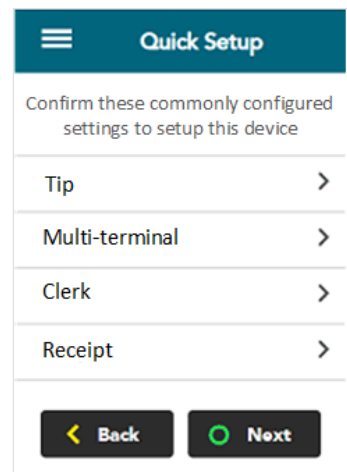 Quick Setup
Confirm these commonly configured
settings to setup this device
Tip
Multi-terminal
Clerk
Receipt
Back
Next